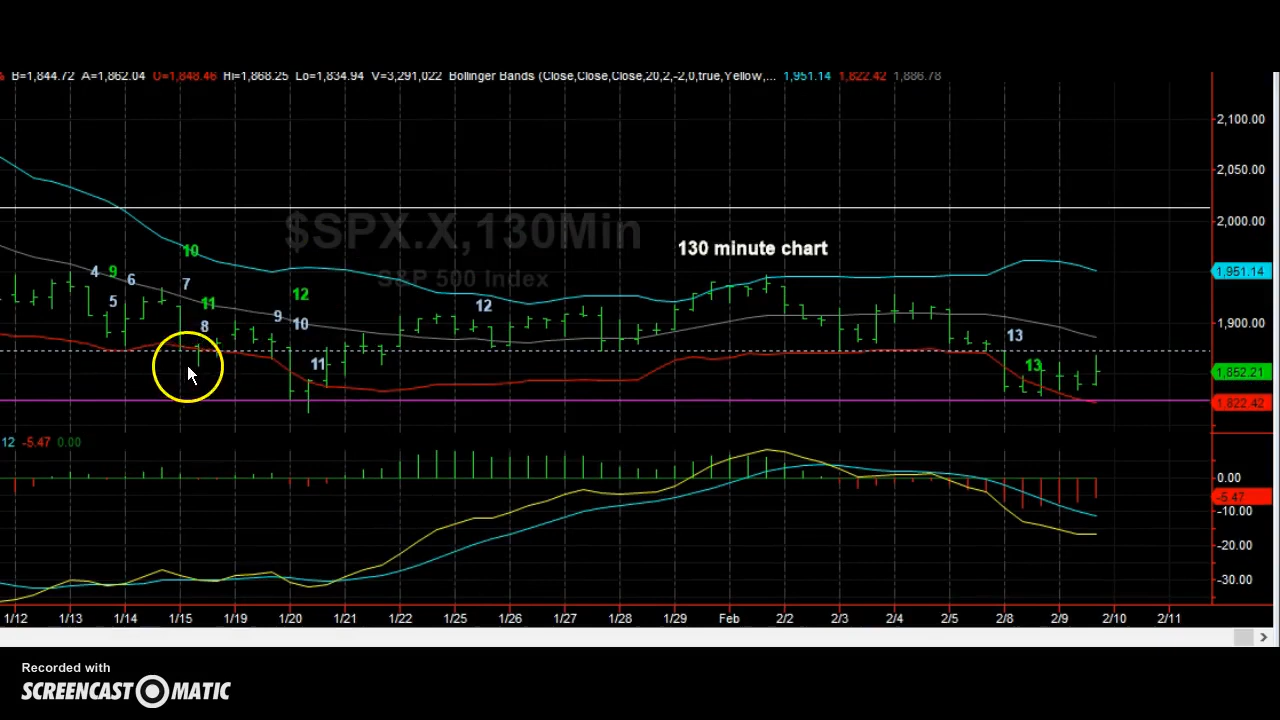 % B=1,844.72 A=1,862.04 O=1,848.46 Hi=1,868.25 Lo=1,834.94 V=3,291,022 Bollinger Bands (Close,Close,Close,20,2,-2,0,true,Yellow,... 1,951.14 1,822.42 1,886.78
2,100.00
2,050.00
2,000.00
$SPX.X,130Min
130 minute chart
S&P 500 Index
10
4 9 6 7
1,951.14
5 11 12 12
8 9 10
1,900.00
13
11 13
1,852.21
1,822.42
12 -5.47 0.00
0.00
-5.47
-10.00
-20.00
-30.00
1/12 1/13 1/14 1/15 1/19 1/20 1/21 1/22 1/25 1/26 1/27 1/28 1/29 Feb 2/2 2/3 2/4 2/5 2/8 2/9 2/10 2/11
Recorded with
SCREENCAST MATIC